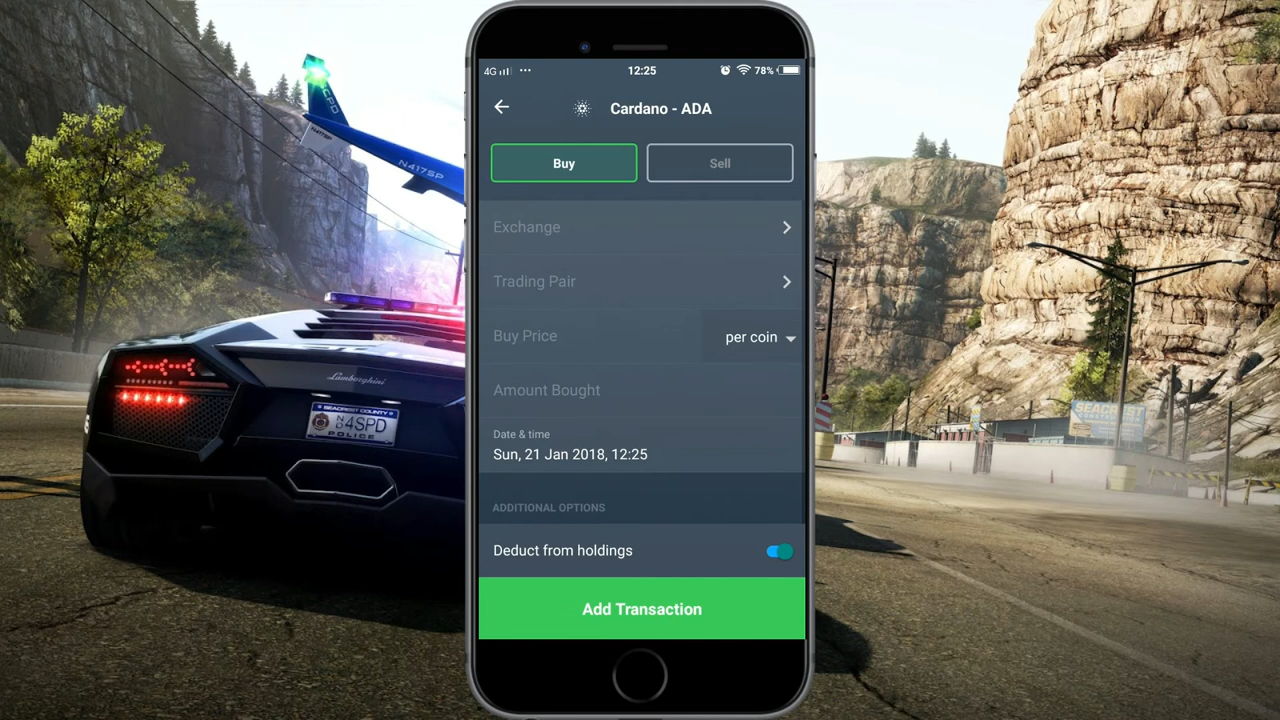 4G ... 12:25 78%
Cardano - ADA
Buy Sell
Exchange
Trading Pair
Buy Price per coin
Amount Bought
Date & time
Sun, 21 Jan 2018, 12:25
ADDITIONAL OPTIONS
Deduct from holdings
Add Transaction
CPD
N417SP
Lamborghini
SEACREST COUNTY
N4SPD
POLICE
SEACREST